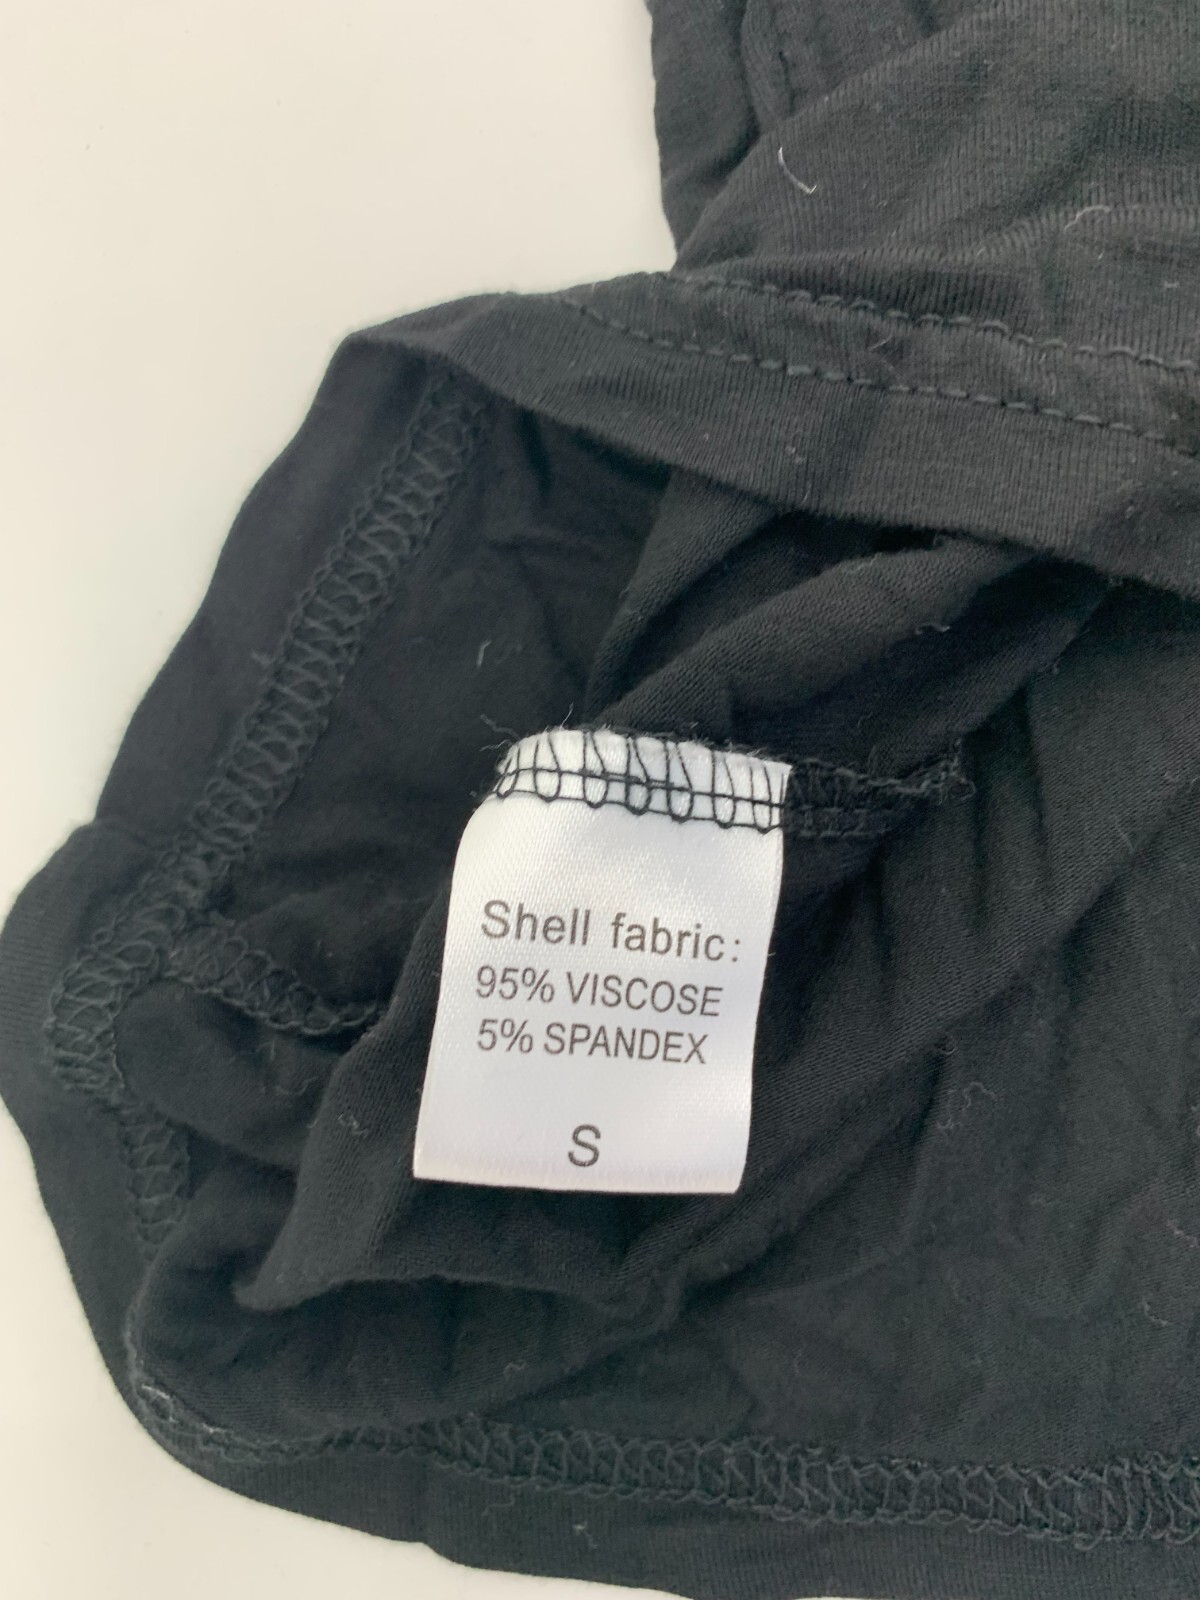 Shell fabric:
95% VISCOSE
5% SPANDEX
S